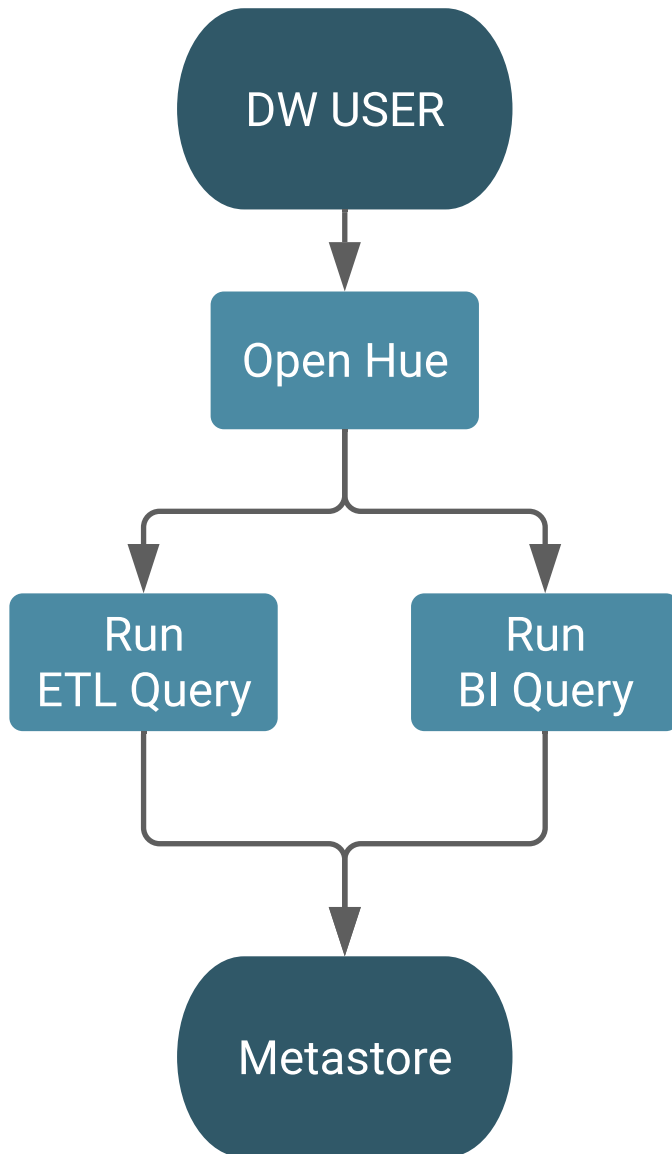 DW USER
Open Hue
Run
ETL Query
Run
BI Query
Metastore